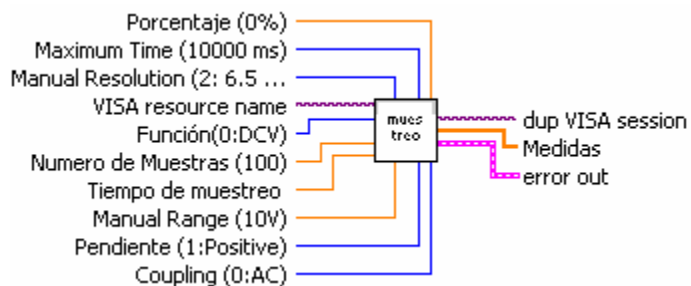 Porcentaje (0%)
Maximum Time (10000 ms)
Manual Resolution (2: 6.5 ...
VISA resource name
Función(0:DCV)
Numero de Muestras (100)
Tiempo de muestreo
Manual Range (10V)
Pendiente (1:Positive)
Coupling (0:AC)
mues
treo
dup VISA session
Medidas
error out